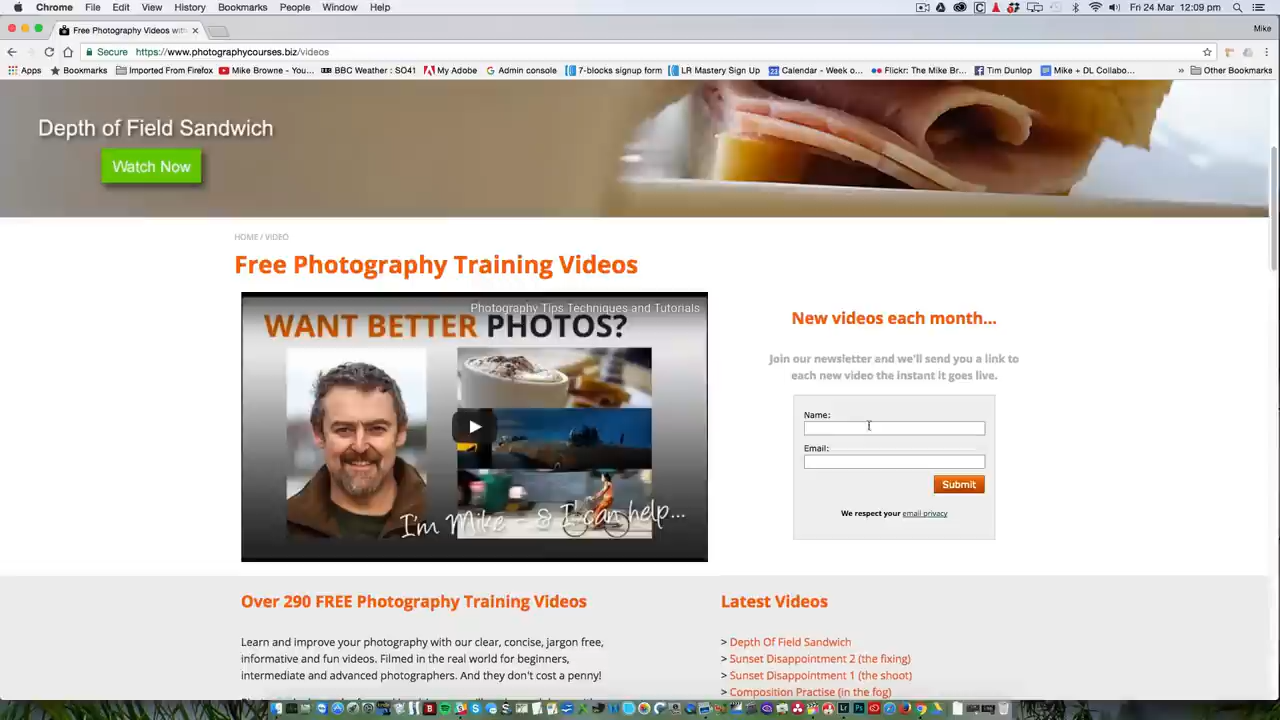 Chrome File Edit View History Bookmarks People Window Help Fri 24 Mar 12:09 pm
Free Photography Videos with Mike
Secure https://www.photographycourses.biz/videos
Apps Bookmarks Imported From Firefox Mike Browne - You... BBC Weather : SO41 My Adobe Admin console 7-blocks signup form LR Mastery Sign Up Calendar - Week o... Flickr: The Mike Br... Tim Dunlop Mike + DL Collabo... » Other Bookmarks
Depth of Field Sandwich
Watch Now
HOME / VIDEO
Free Photography Training Videos
Photography Tips Techniques and Tutorials
WANT BETTER PHOTOS?
I'm Mike - & I can help...
New videos each month...
Join our newsletter and we'll send you a link to
each new video the instant it goes live.
Name:
Email:
Submit
We respect your email privacy
Over 290 FREE Photography Training Videos
Learn and improve your photography with our clear, concise, jargon free,
informative and fun videos. Filmed in the real world for beginners,
intermediate and advanced photographers. And they don't cost a penny!
Latest Videos
> Depth Of Field Sandwich
> Sunset Disappointment 2 (the fixing)
> Sunset Disappointment 1 (the shoot)
> Composition Practise (in the fog)